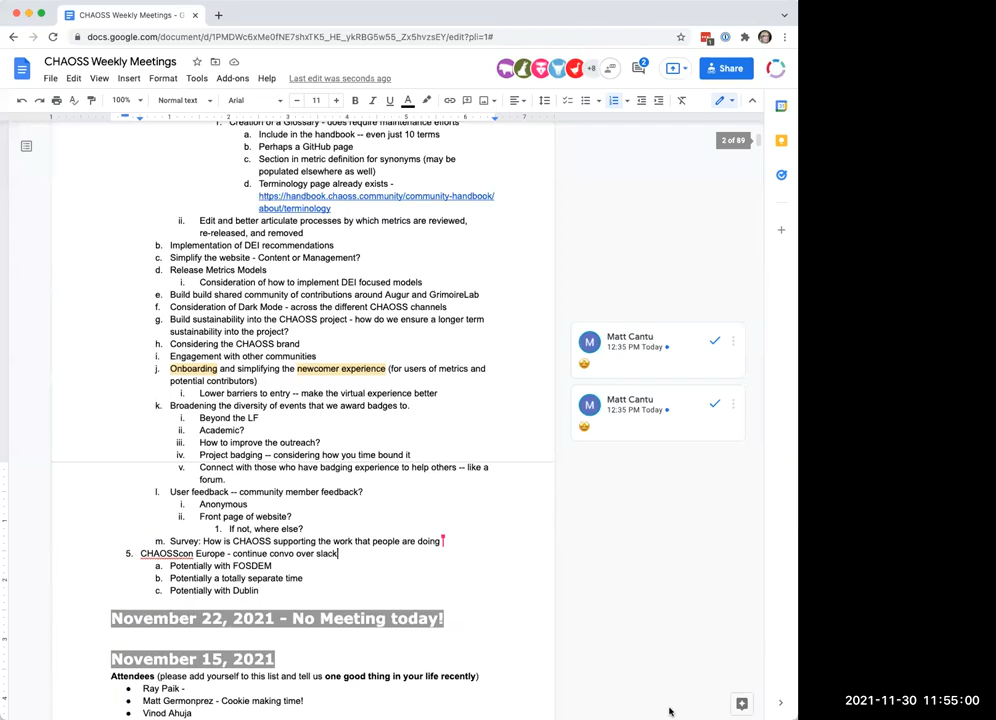 CHAOSS Weekly Meetings - G
docs.google.com/document/d/1PMDWc6xMe0fNE7shxTK5_HE_ykRBG5w55_Zx5hvzsEY/edit?pli=1#
CHAOSS Weekly Meetings
File Edit View Insert Format Tools Add-ons Help Last edit was seconds ago
+8
2
Share
100% Normal text Arial 11 B I U A
1 1 2 3 4 5 6 7
2 of 89
1. Creation of a Glossary - does require maintenance efforts
a. Include in the handbook -- even just 10 terms
b. Perhaps a GitHub page
c. Section in metric definition for synonyms (may be
populated elsewhere as well)
d. Terminology page already exists -
https://handbook.chaoss.community/community-handbook/
about/terminology
ii. Edit and better articulate processes by which metrics are reviewed,
re-released, and removed
b. Implementation of DEI recommendations
c. Simplify the website - Content or Management?
d. Release Metrics Models
i. Consideration of how to implement DEI focused models
e. Build build shared community of contributions around Augur and GrimoireLab
f. Consideration of Dark Mode - across the different CHAOSS channels
g. Build sustainability into the CHAOSS project - how do we ensure a longer term
sustainability into the project?
h. Considering the CHAOSS brand
i. Engagement with other communities
j. Onboarding and simplifying the newcomer experience (for users of metrics and
potential contributors)
i. Lower barriers to entry -- make the virtual experience better
k. Broadening the diversity of events that we award badges to.
i. Beyond the LF
ii. Academic?
iii. How to improve the outreach?
iv. Project badging -- considering how you time bound it
v. Connect with those who have badging experience to help others -- like a
forum.
l. User feedback -- community member feedback?
i. Anonymous
ii. Front page of website?
1. If not, where else?
m. Survey: How is CHAOSS supporting the work that people are doing
5. CHAOSScon Europe - continue convo over slack
a. Potentially with FOSDEM
b. Potentially a totally separate time
c. Potentially with Dublin
November 22, 2021 - No Meeting today!
November 15, 2021
Attendees (please add yourself to this list and tell us one good thing in your life recently)
● Ray Paik -
● Matt Germonprez - Cookie making time!
● Vinod Ahuja
M
Matt Cantu
12:35 PM Today
M
Matt Cantu
12:35 PM Today
2021-11-30 11:55:00